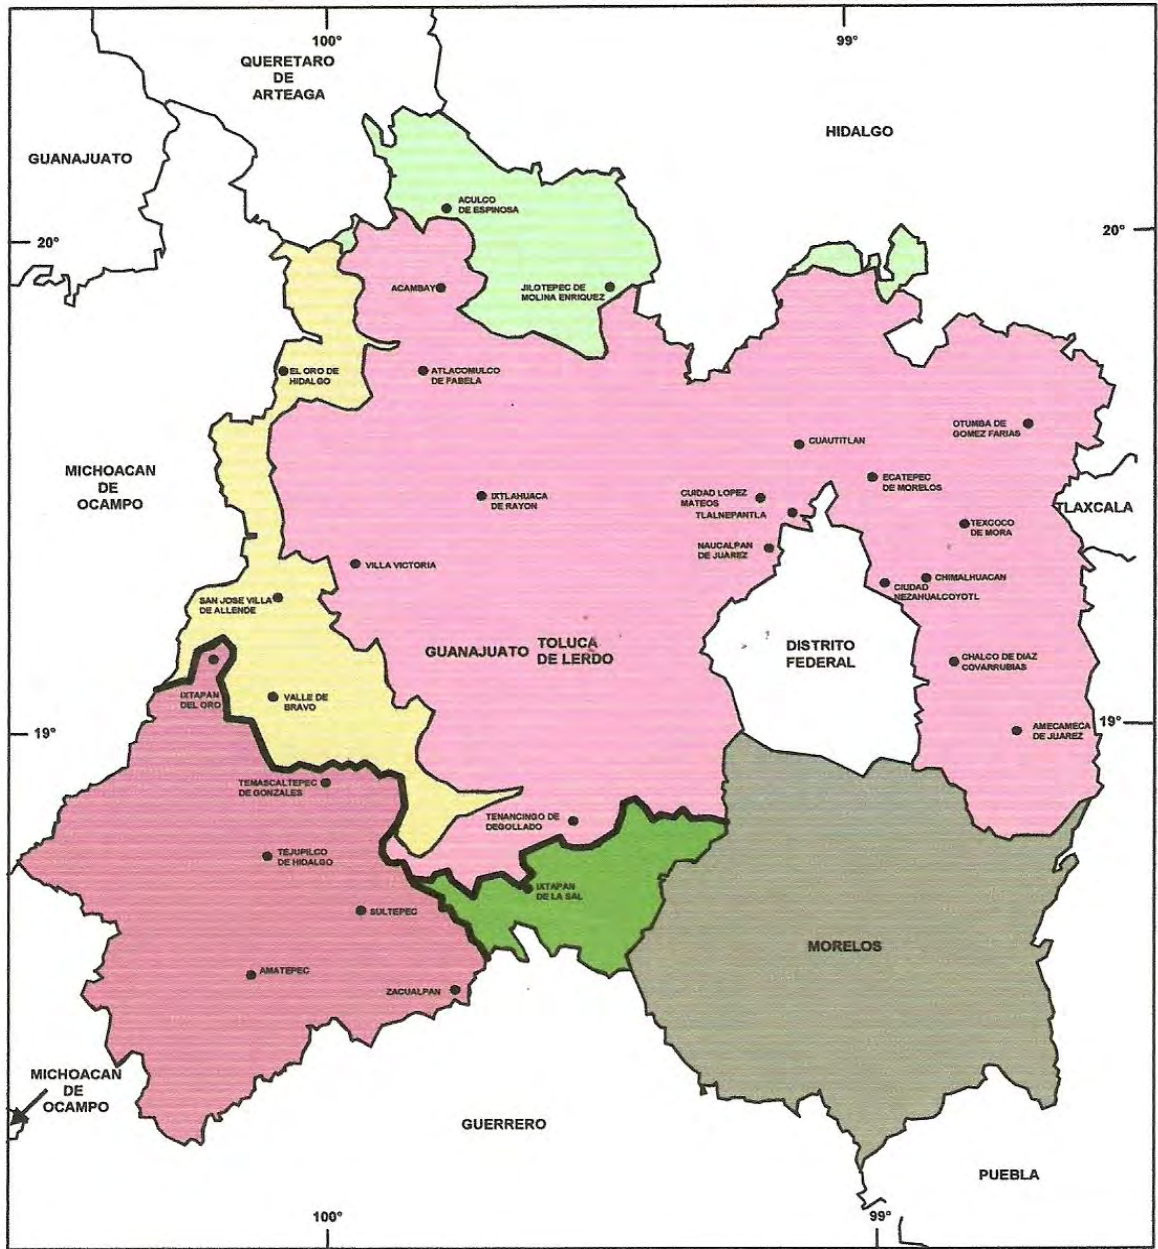 100°
99°
QUERETARO
DE
ARTEAGA
HIDALGO
GUANAJUATO
ACULCO
DE ESPINOSA
20°
20°
ACAMBAY
JILOTEPEC DE
MOLINA ENRIQUEZ
EL ORO DE
HIDALGO
ATLACOMULCO
DE FABELA
OTUMBA DE
GOMEZ FARIAS
CUAUTITLAN
MICHOACAN
DE
OCAMPO
ECATEPEC
DE MORELOS
IXTLAHUACA
DE RAYON
CUIDAD LOPEZ
MATEOS
TLALNEPANTLA
TLAXCALA
TEXCOCO
DE MORA
NAUCALPAN
DE JUAREZ
VILLA VICTORIA
CHIMALHUACAN
CIUDAD
NEZAHUALCOYOTL
SAN JOSE VILLA
DE ALLENDE
GUANAJUATO
TOLUCA
DE LERDO
DISTRITO
FEDERAL
CHALCO DE DIAZ
COVARRUBIAS
IXTAPAN
DEL ORO
VALLE DE
BRAVO
19°
19°
AMECAMECA
DE JUAREZ
TEMASCALTEPEC
DE GONZALES
TENANCINGO DE
DEGOLLADO
TEJUPILCO
DE HIDALGO
IXTAPAN
DE LA SAL
SULTEPEC
MORELOS
AMATEPEC
ZACUALPAN
MICHOACAN
DE
OCAMPO
GUERRERO
PUEBLA
100°
99°